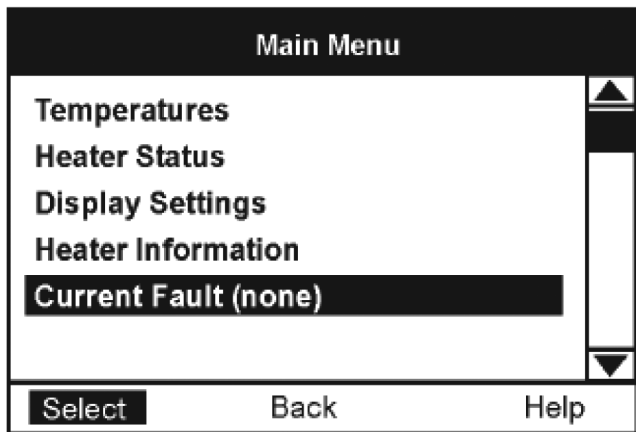 Main Menu
Temperatures
Heater Status
Display Settings
Heater Information
Current Fault (none)
Select Back Help